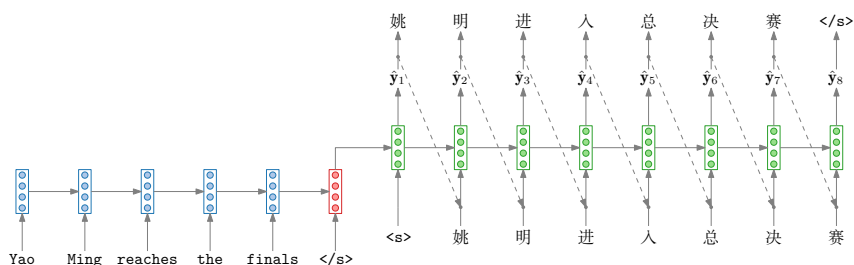 姚 明 进 入 总 决 赛 </s>
ŷ₁ ŷ₂ ŷ₃ ŷ₄ ŷ₅ ŷ₆ ŷ₇ ŷ₈
<s> 姚 明 进 入 总 决 赛
Yao Ming reaches the finals </s>